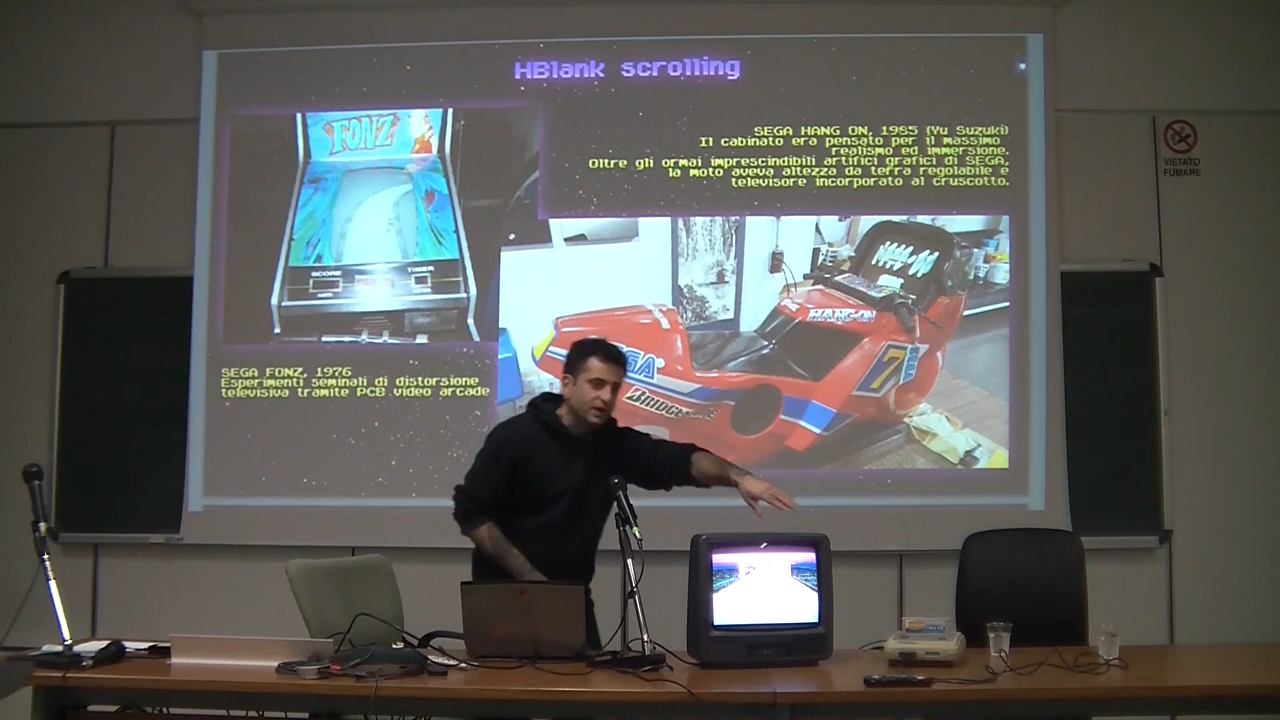 HBlank scrolling
FONZ
SCORE
TIMER
SEGA HANG ON, 1985 (Yu Suzuki)
Il cabinato era pensato per il massimo
realismo ed immersione.
Oltre gli ormai imprescindibili artifici grafici di SEGA,
la moto aveva altezza da terra regolabile e
televisore incorporato al cruscotto.
VIETATO
FUMARE
HANG-ON
HANG-ON
7
SEGA
SEGA FONZ, 1976
Esperimenti seminali di distorsione
televisiva tramite PCB video arcade